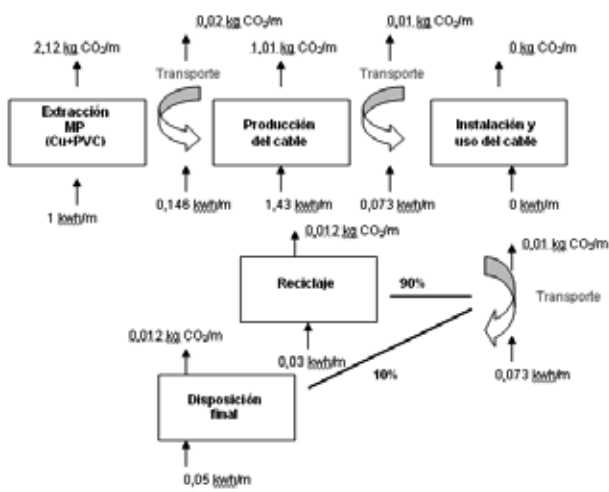 0,02 kg CO₂/m
0,01 kg CO₂/m
2,12 kg CO₂/m
1,01 kg CO₂/m
0 kg CO₂/m
Transporte
Transporte
Extracción
MP
(Cu+PVC)
Producción
del cable
Instalación y
uso del cable
1 kwh/m
0,146 kwh/m
1,43 kwh/m
0,073 kwh/m
0 kwh/m
0,012 kg CO₂/m
0,01 kg CO₂/m
Reciclaje
90%
Transporte
0,012 kg CO₂/m
0,03 kwh/m
10%
0,073 kwh/m
Disposición
final
0,05 kwh/m